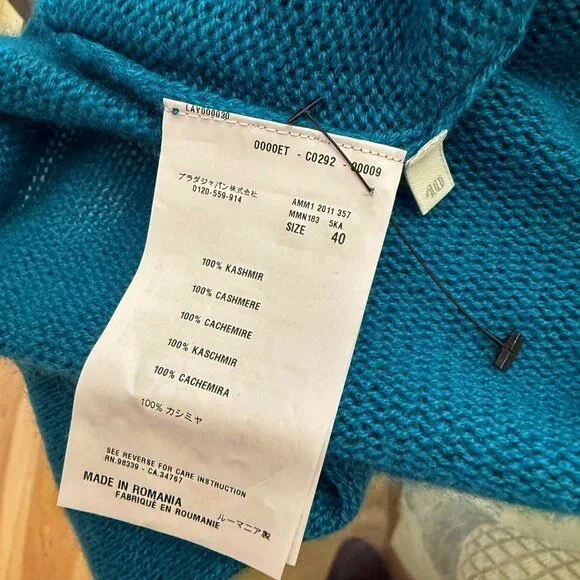 LAY000030
0000ET - C0292 - 00009
プラダジャパン株式会社
0120-559-914
AMM1 2011 357
MMN183 5KA
SIZE 40
100% KASHMIR
100% CASHMERE
100% CACHEMIRE
100% KASCHMIR
100% CACHEMIRA
100% カシミヤ
SEE REVERSE FOR CARE INSTRUCTION
RN.98339 - CA.34767
MADE IN ROMANIA
FABRIQUÉ EN ROUMANIE
ルーマニア製
40